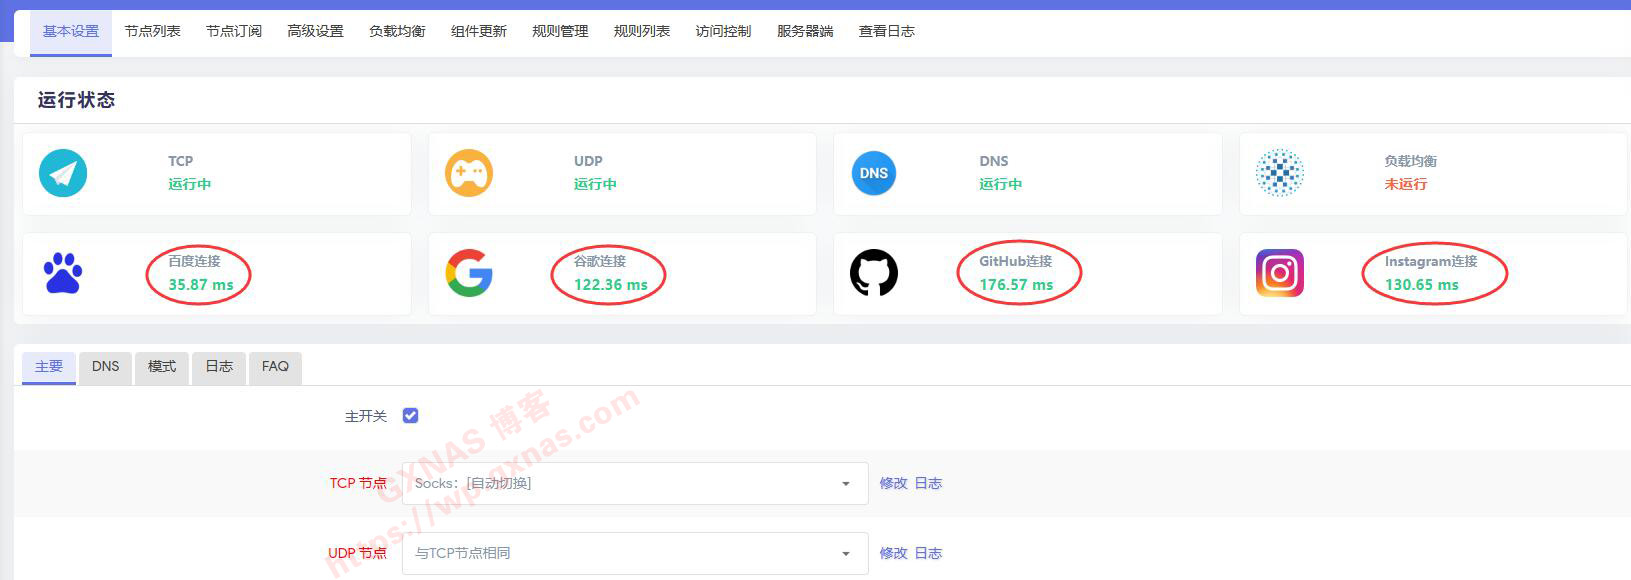 基本设置 节点列表 节点订阅 高级设置 负载均衡 组件更新 规则管理 规则列表 访问控制 服务器端 查看日志
运行状态
TCP
运行中
UDP
运行中
DNS
DNS
运行中
负载均衡
未运行
百度连接
35.87 ms
谷歌连接
122.36 ms
GitHub连接
176.57 ms
Instagram连接
130.65 ms
主要 DNS 模式 日志 FAQ
主开关
TCP 节点 Socks：[自动切换] 修改 日志
UDP 节点 与TCP节点相同 修改 日志
GXNAS 博客
https://wp.gxnas.com